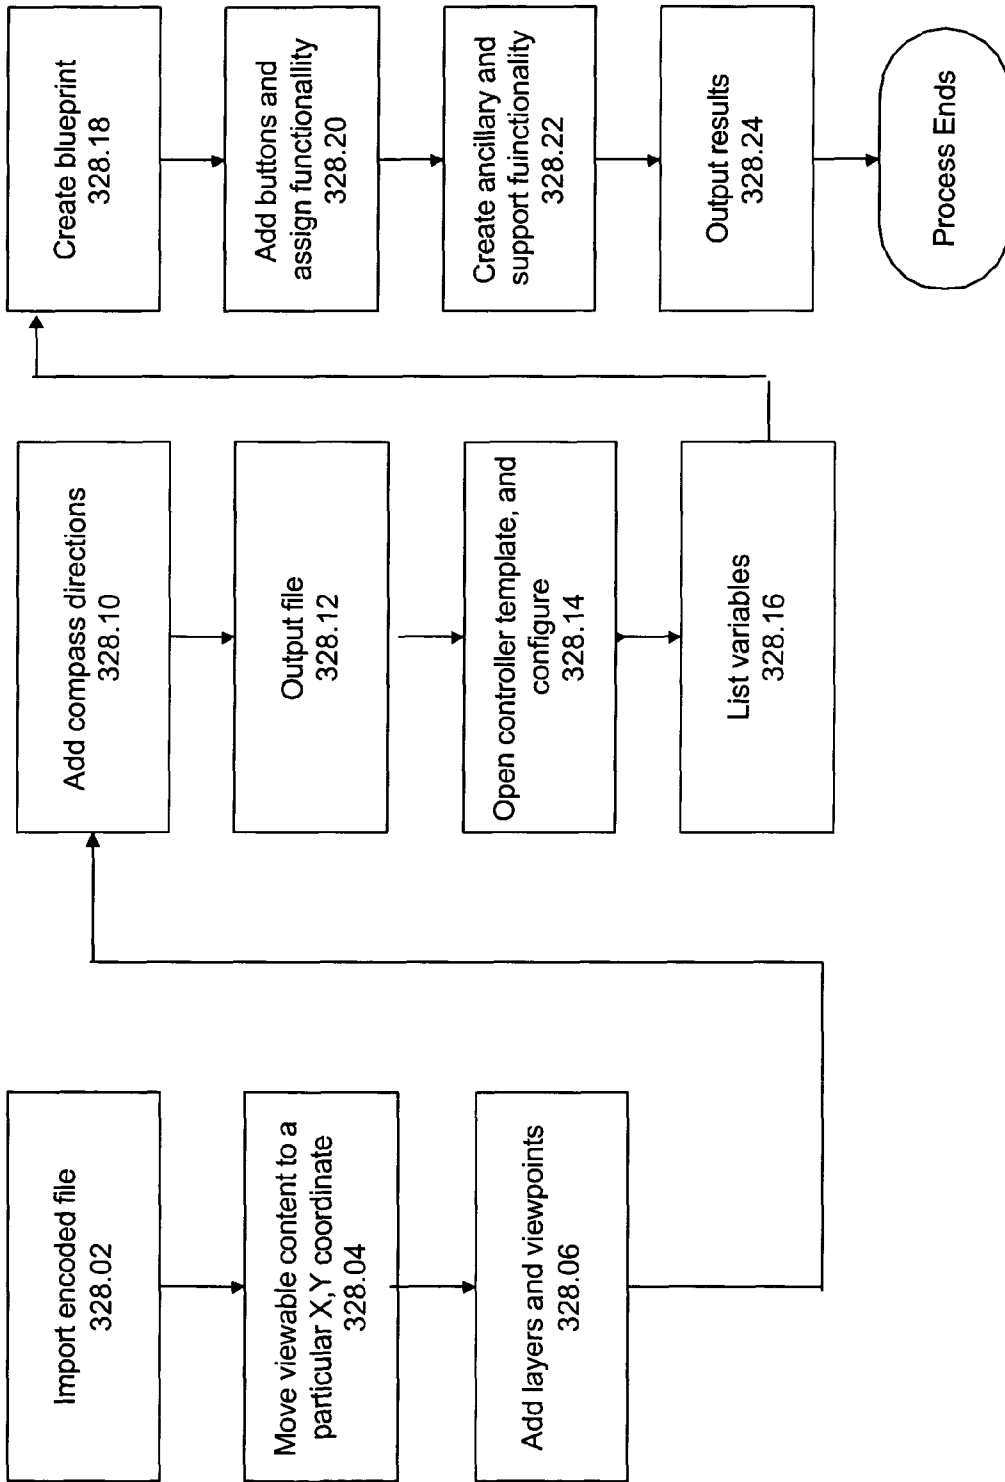 Import encoded file
328.02
Move viewable content to a
particular X,Y coordinate
328.04
Add layers and viewpoints
328.06
Add compass directions
328.10
Output file
328.12
Open controller template, and
configure
328.14
List variables
328.16
Create blueprint
328.18
Add buttons and
assign functionallity
328.20
Create ancillary and
support fuinctionality
328.22
Output results
328.24
Process Ends